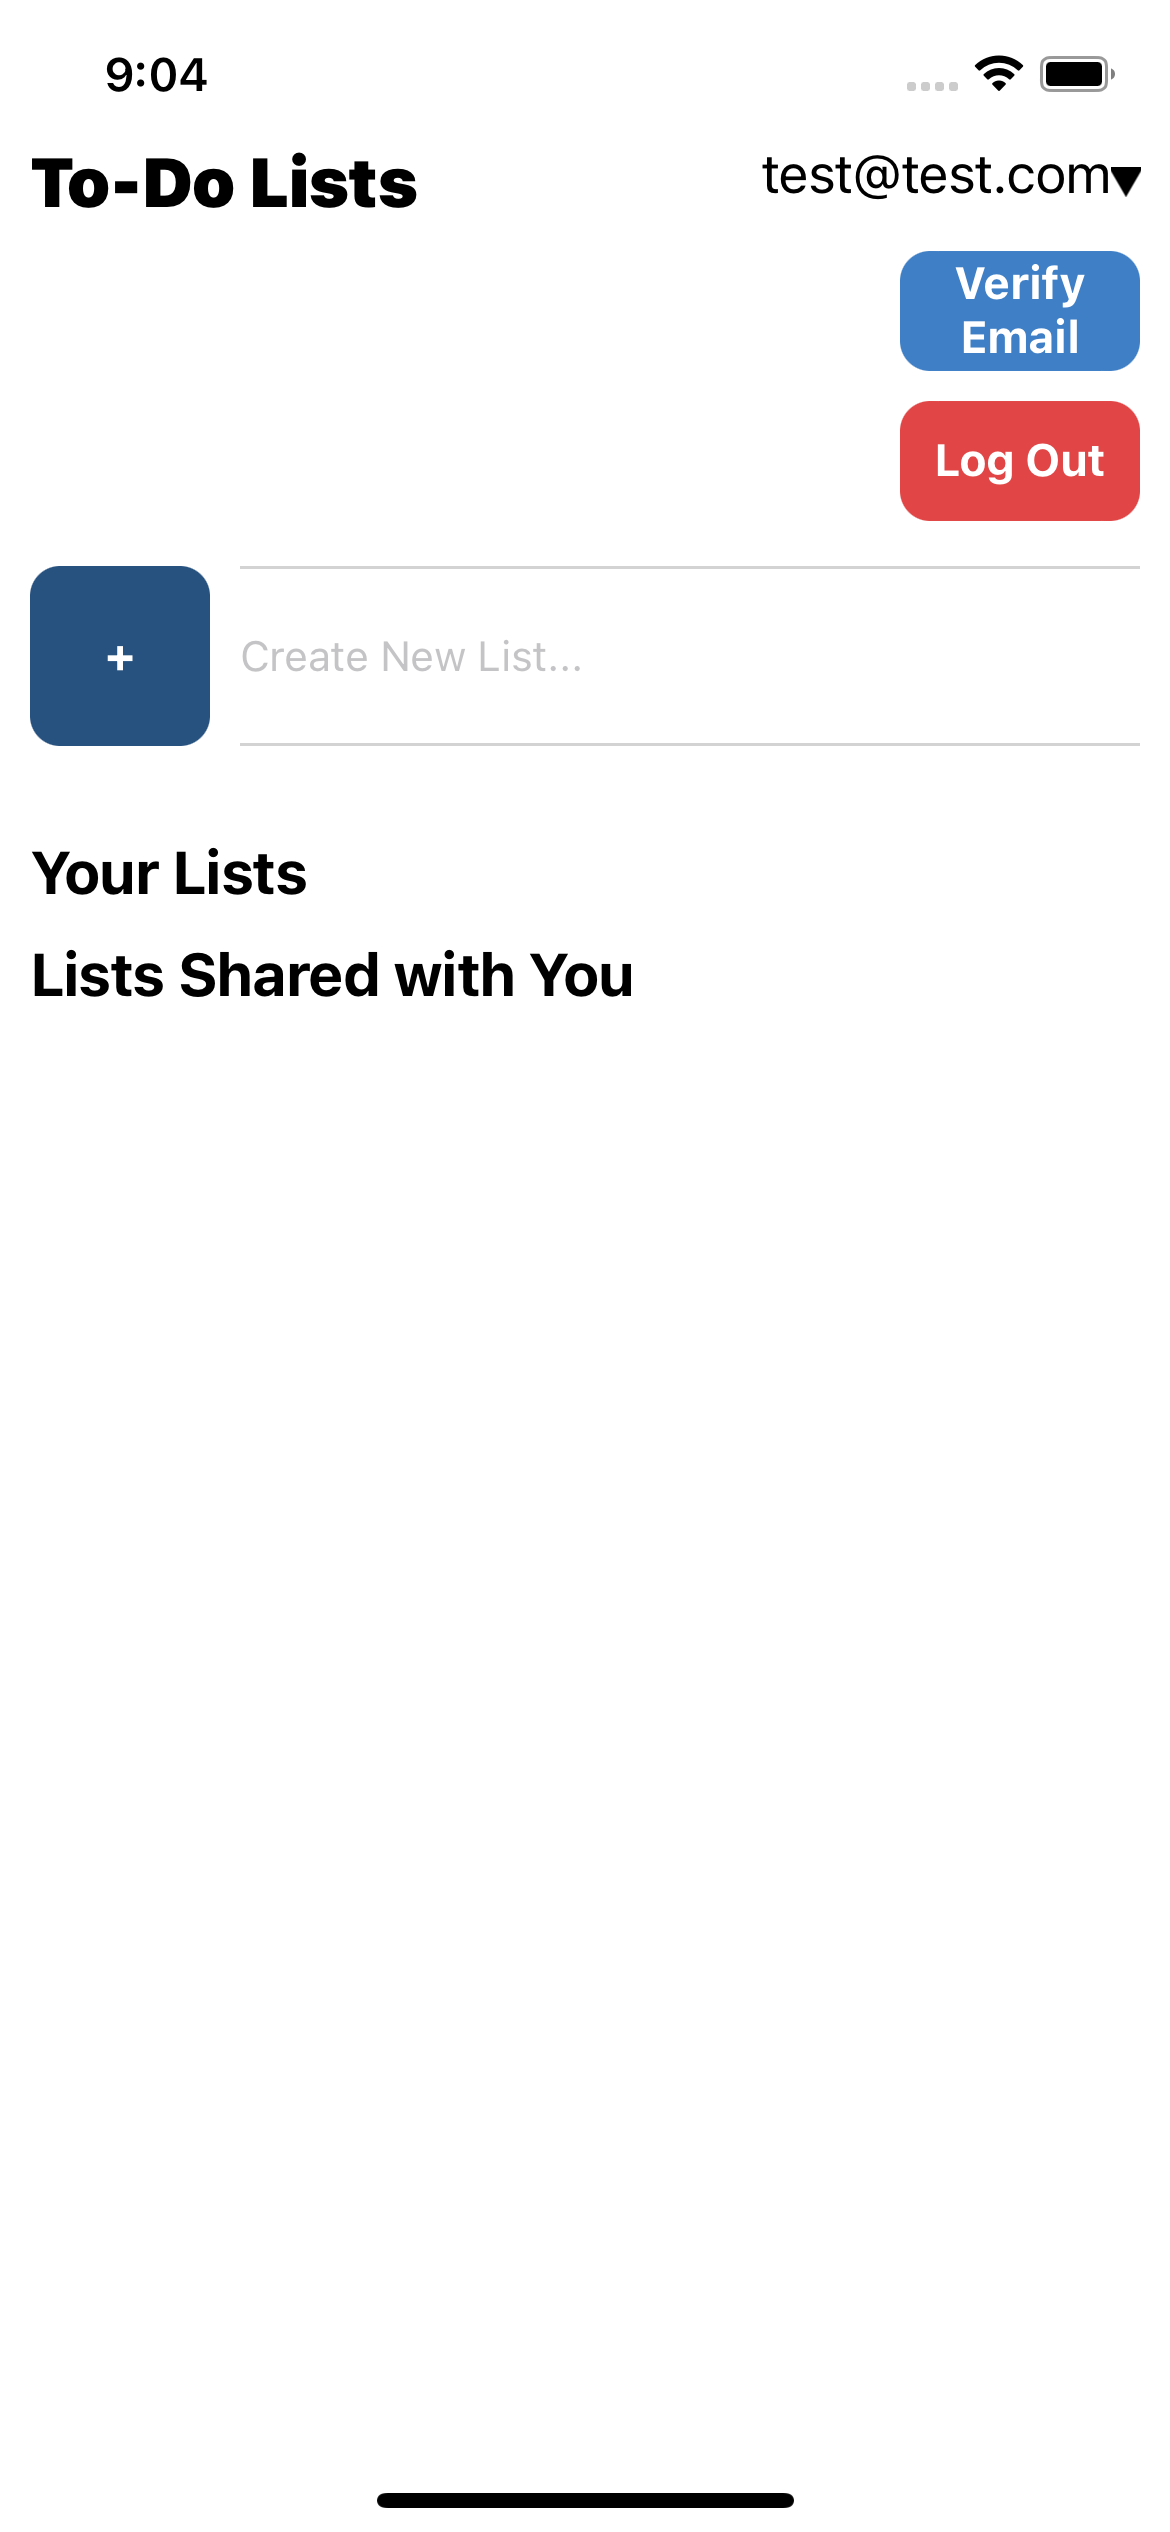 9:04
To-Do Lists
test@test.com▼
Verify
Email
Log Out
+
Create New List...
Your Lists
Lists Shared with You